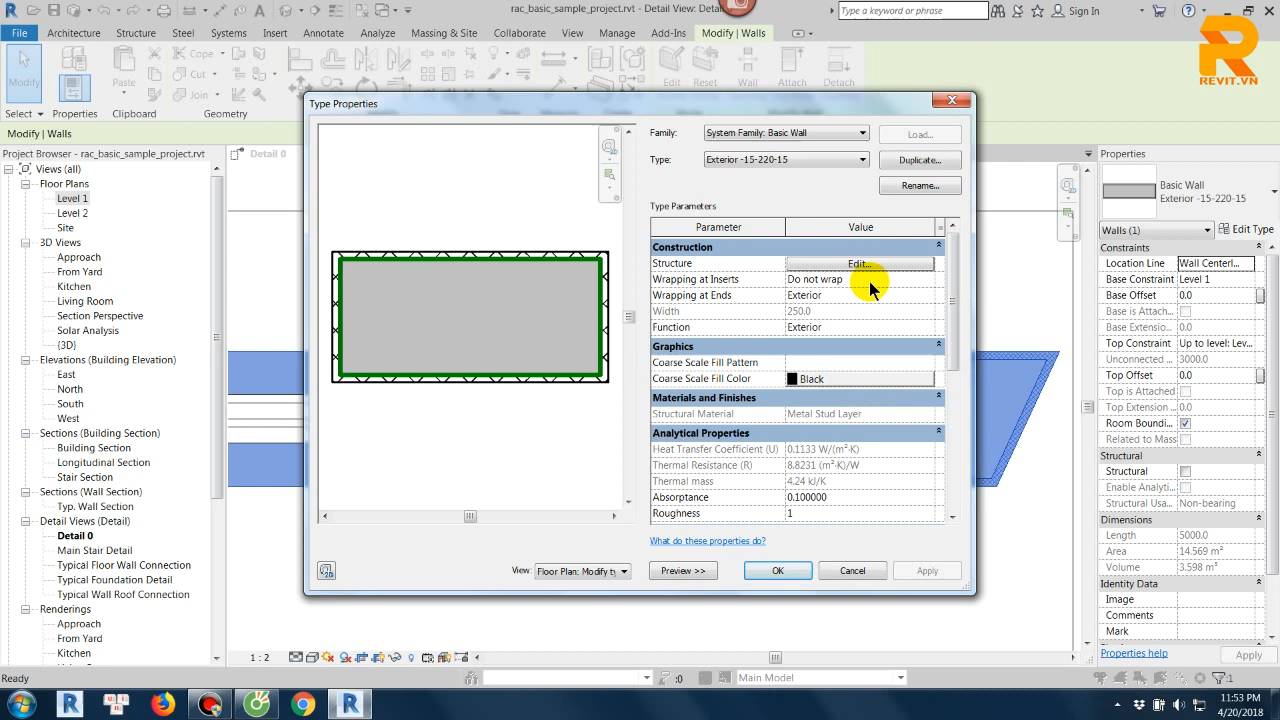 rac_basic_sample_project.rvt - Detail View: Deta
Type a keyword or phrase
Sign In
File
Architecture
Structure
Steel
Systems
Insert
Annotate
Analyze
Massing & Site
Collaborate
View
Manage
Add-Ins
Modify | Walls
REVIT.VN
Modify
Paste
Cope
Cut
Join
Edit
Reset
Wall
Attach
Detach
Select
Properties
Clipboard
Geometry
Modify | Walls
Project Browser - rac_basic_sample_project.rvt
Views (all)
Floor Plans
Level 1
Level 2
Site
3D Views
Approach
From Yard
Kitchen
Living Room
Section Perspective
Solar Analysis
{3D}
Elevations (Building Elevation)
East
North
South
West
Sections (Building Section)
Building Section
Longitudinal Section
Stair Section
Sections (Wall Section)
Typ. Wall Section
Detail Views (Detail)
Detail 0
Main Stair Detail
Typical Floor Wall Connection
Typical Foundation Detail
Typical Wall Roof Connection
Renderings
Approach
From Yard
Kitchen
Detail 0
Type Properties
Family:
System Family: Basic Wall
Load...
Type:
Exterior -15-220-15
Duplicate...
Rename...
Type Parameters
Parameter Value =
Construction
Structure Edit...
Wrapping at Inserts Do not wrap
Wrapping at Ends Exterior
Width 250.0
Function Exterior
Graphics
Coarse Scale Fill Pattern
Coarse Scale Fill Color Black
Materials and Finishes
Structural Material Metal Stud Layer
Analytical Properties
Heat Transfer Coefficient (U) 0.1133 W/(m²·K)
Thermal Resistance (R) 8.8231 (m²·K)/W
Thermal mass 4.24 kJ/K
Absorptance 0.100000
Roughness 1
What do these properties do?
View: Floor Plan: Modify ty
Preview >>
OK
Cancel
Apply
Properties
Basic Wall
Exterior -15-220-15
Walls (1)
Edit Type
Constraints
Location Line Wall Centerl...
Base Constraint Level 1
Base Offset 0.0
Base is Attach...
Base Extensio... 0.0
Top Constraint Up to level: Lev...
Unconnected ... 3000.0
Top Offset 0.0
Top is Attached
Top Extension ... 0.0
Room Boundi...
Related to Mass
Structural
Structural
Enable Analyti...
Structural Usa... Non-bearing
Dimensions
Length 5000.0
Area 14.569 m²
Volume 3.598 m³
Identity Data
Image
Comments
Mark
Properties help
Apply
1 : 2
Ready
:0
Main Model
:1
11:53 PM
4/20/2018